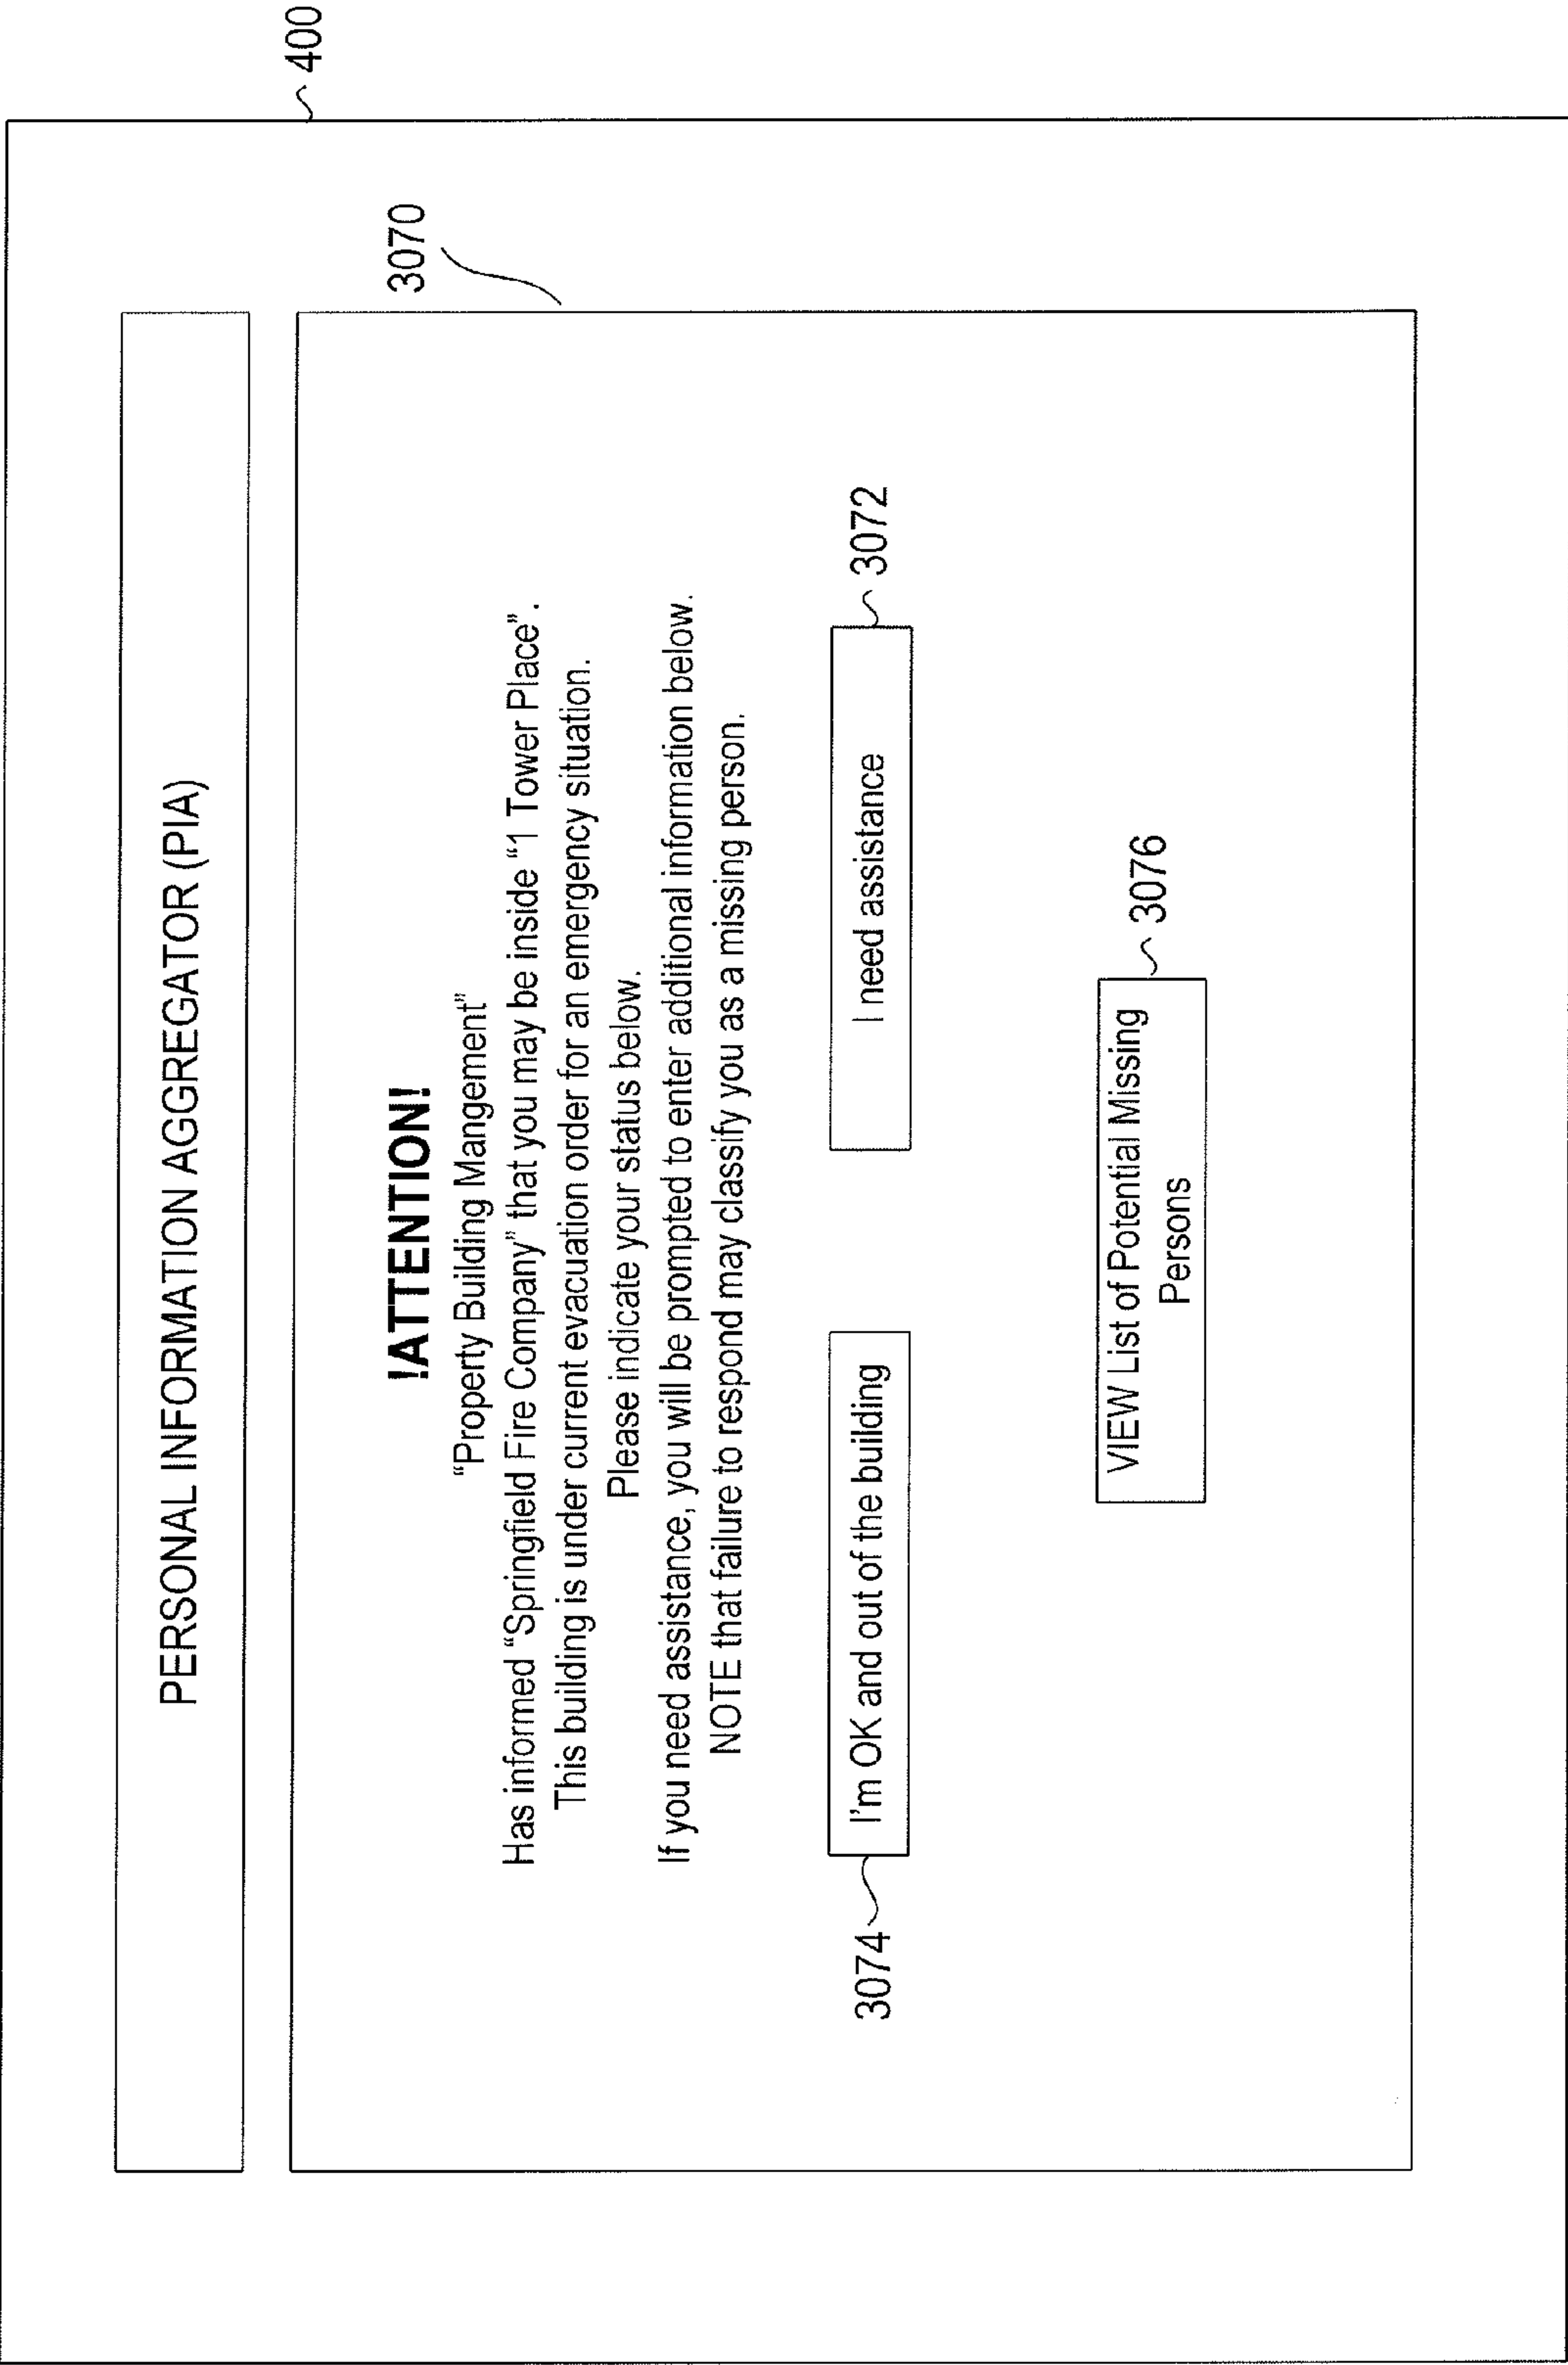 400
PERSONAL INFORMATION AGGREGATOR (PIA)
3070
!ATTENTION!
“Property Building Mangement”
Has informed “Springfield Fire Company” that you may be inside “1 Tower Place”.
This building is under current evacuation order for an emergency situation.
Please indicate your status below.
If you need assistance, you will be prompted to enter additional information below.
NOTE that failure to respond may classify you as a missing person.
3074
I'm OK and out of the building
I need assistance
3072
VIEW List of Potential Missing
Persons
3076